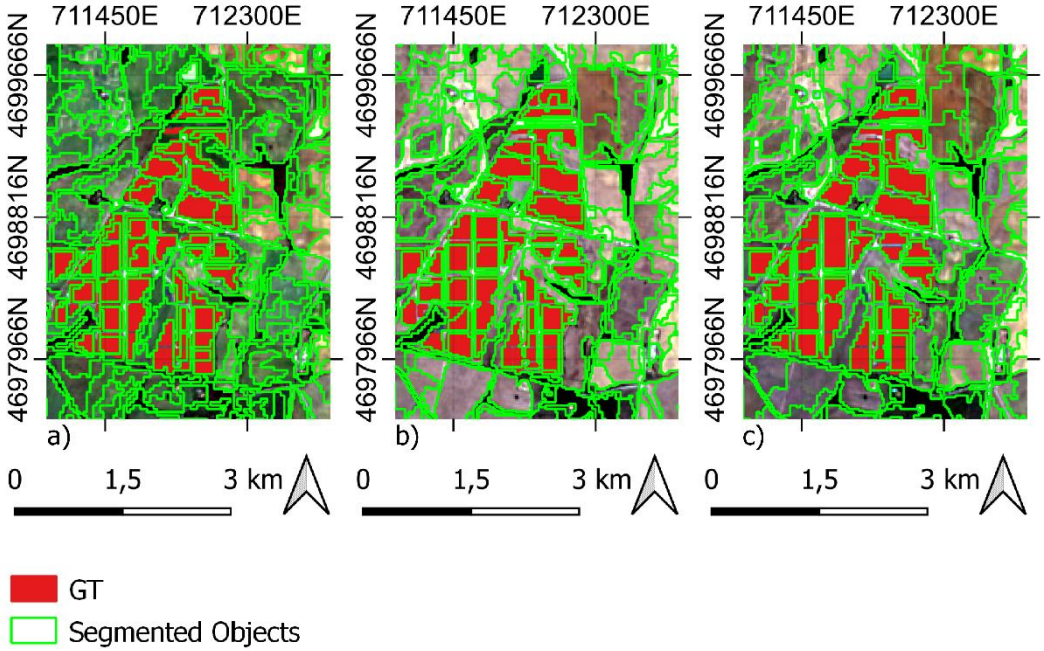 711450E 712300E 711450E 712300E 711450E 712300E
4699666N 4699666N 4699666N
4698816N 4698816N 4698816N
4697966N 4697966N 4697966N
a) b) c)
0 1,5 3 km 0 1,5 3 km 0 1,5 3 km
GT
Segmented Objects